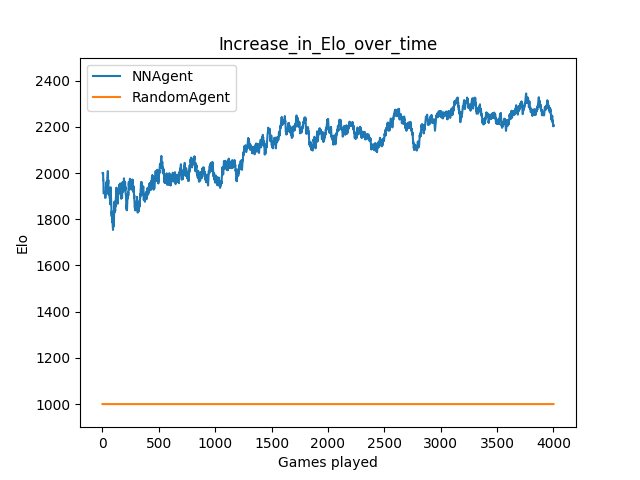 Increase_in_Elo_over_time
NNAgent
RandomAgent
2400
2200
2000
1800
1600
1400
1200
1000
Elo
0 500 1000 1500 2000 2500 3000 3500 4000
Games played